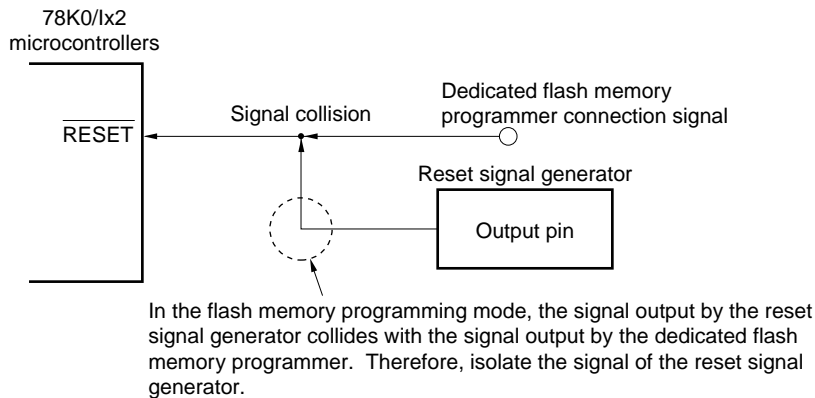 78K0/Ix2
microcontrollers
Dedicated flash memory
programmer connection signal
Signal collision
RESET
Reset signal generator
Output pin
In the flash memory programming mode, the signal output by the reset
signal generator collides with the signal output by the dedicated flash
memory programmer.  Therefore, isolate the signal of the reset signal
generator.